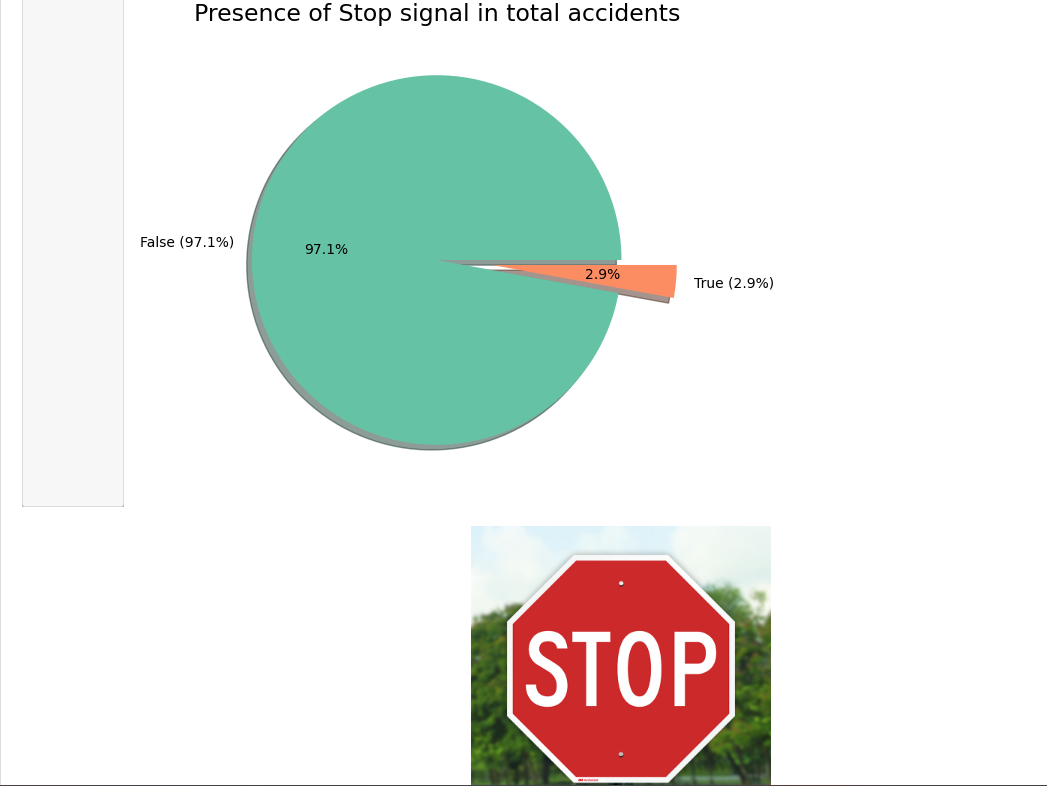 Presence of Stop signal in total accidents
False (97.1%)
97.1%
2.9%
True (2.9%)
STOP